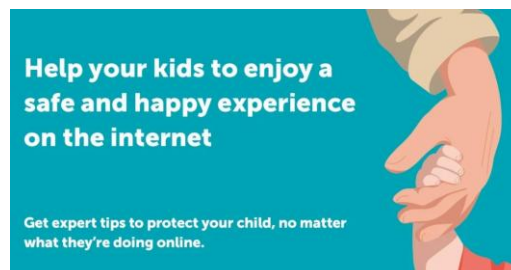 Help your kids to enjoy a
safe and happy experience
on the internet
Get expert tips to protect your child, no matter
what they're doing online.